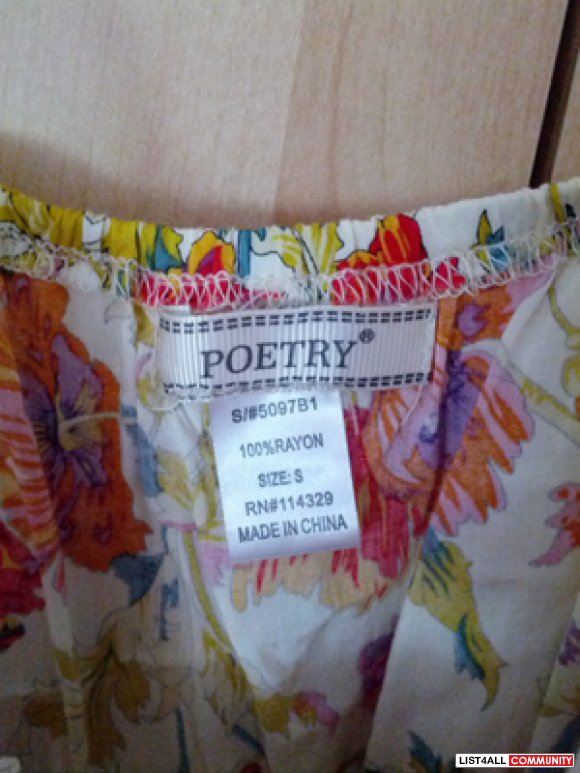 POETRY®
S/#5097B1
100%RAYON
SIZE: S
RN#114329
MADE IN CHINA
LIST4ALL COMMUNITY